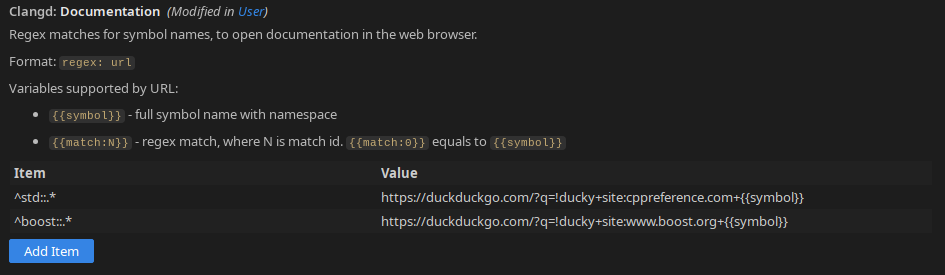 Clangd: Documentation (Modified in User)
Regex matches for symbol names, to open documentation in the web browser.
Format: regex: url
Variables supported by URL:
• {{symbol}} - full symbol name with namespace
• {{match:N}} - regex match, where N is match id. {{match:0}} equals to {{symbol}}
Item Value
^std::.* https://duckduckgo.com/?q=!ducky+site:cppreference.com+{{symbol}}
^boost::.* https://duckduckgo.com/?q=!ducky+site:www.boost.org+{{symbol}}
Add Item